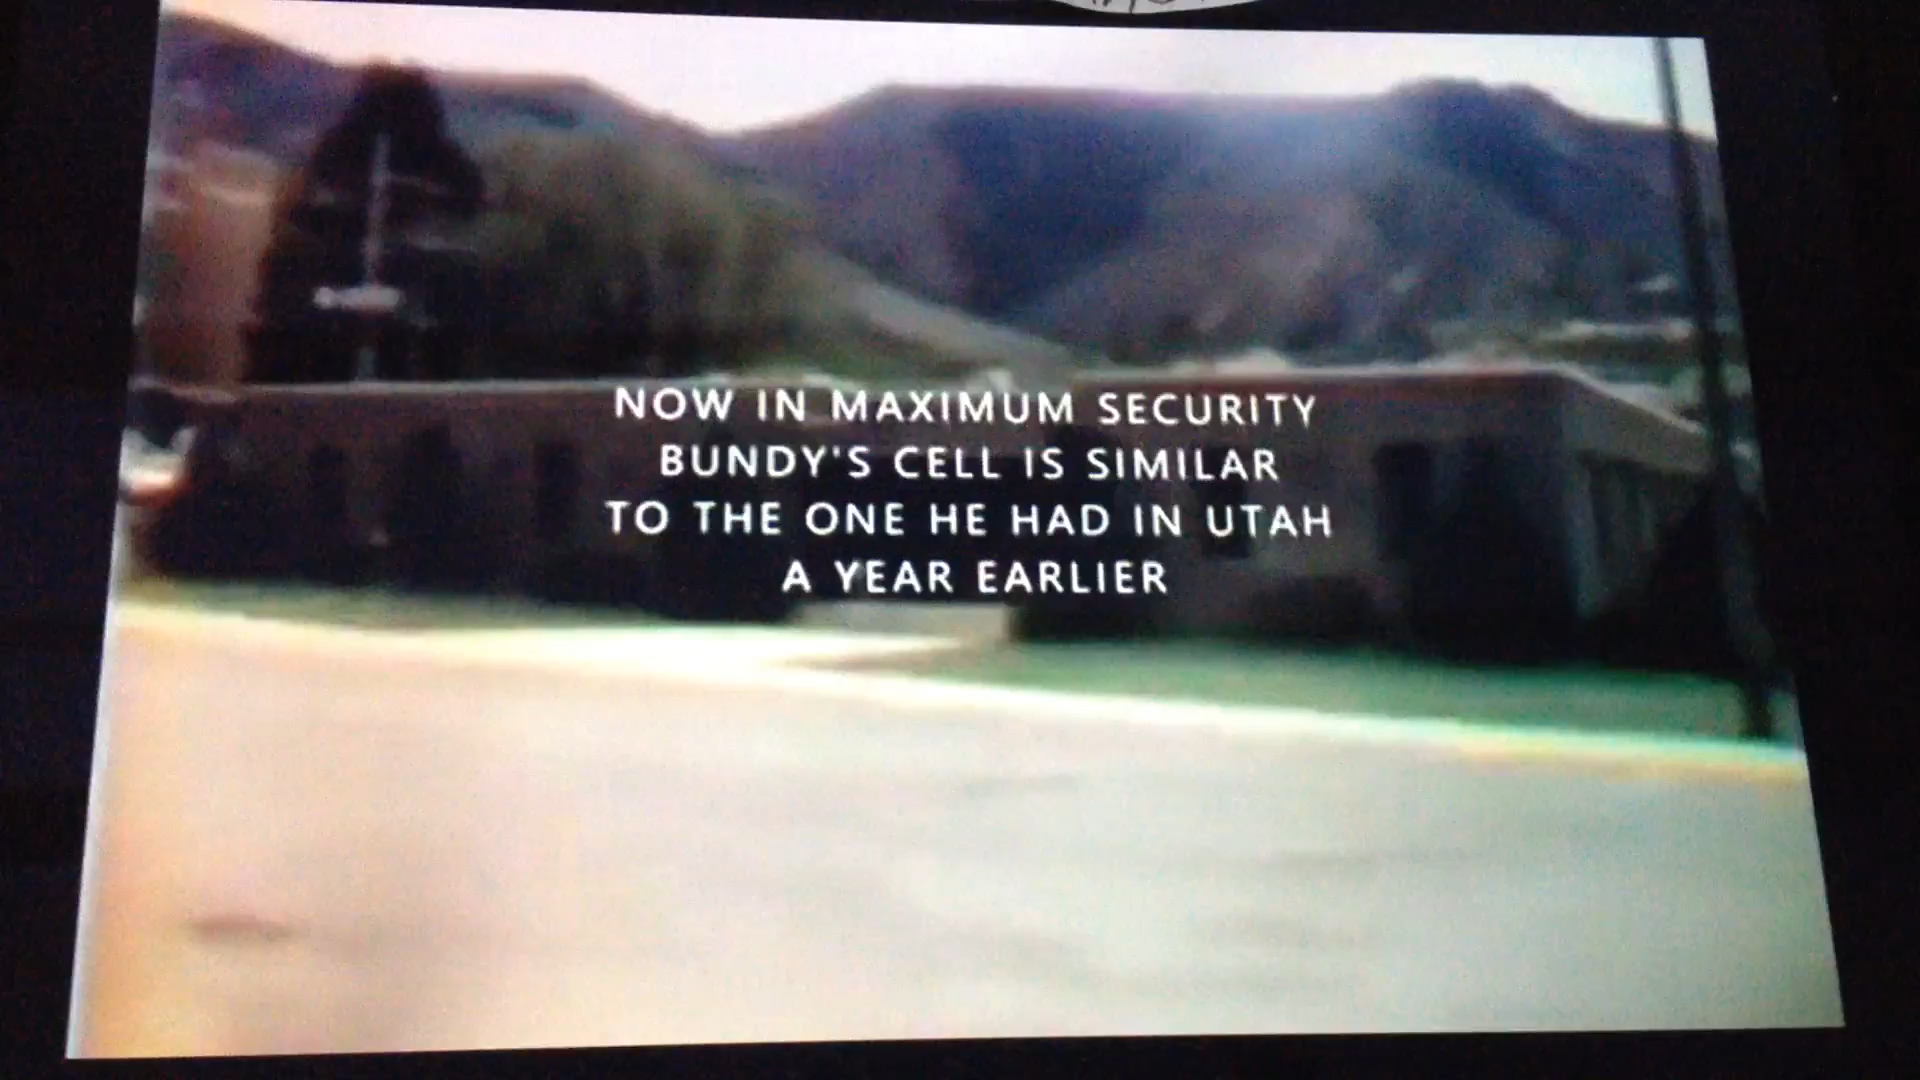 NOW IN MAXIMUM SECURITY
BUNDY'S CELL IS SIMILAR
TO THE ONE HE HAD IN UTAH
A YEAR EARLIER